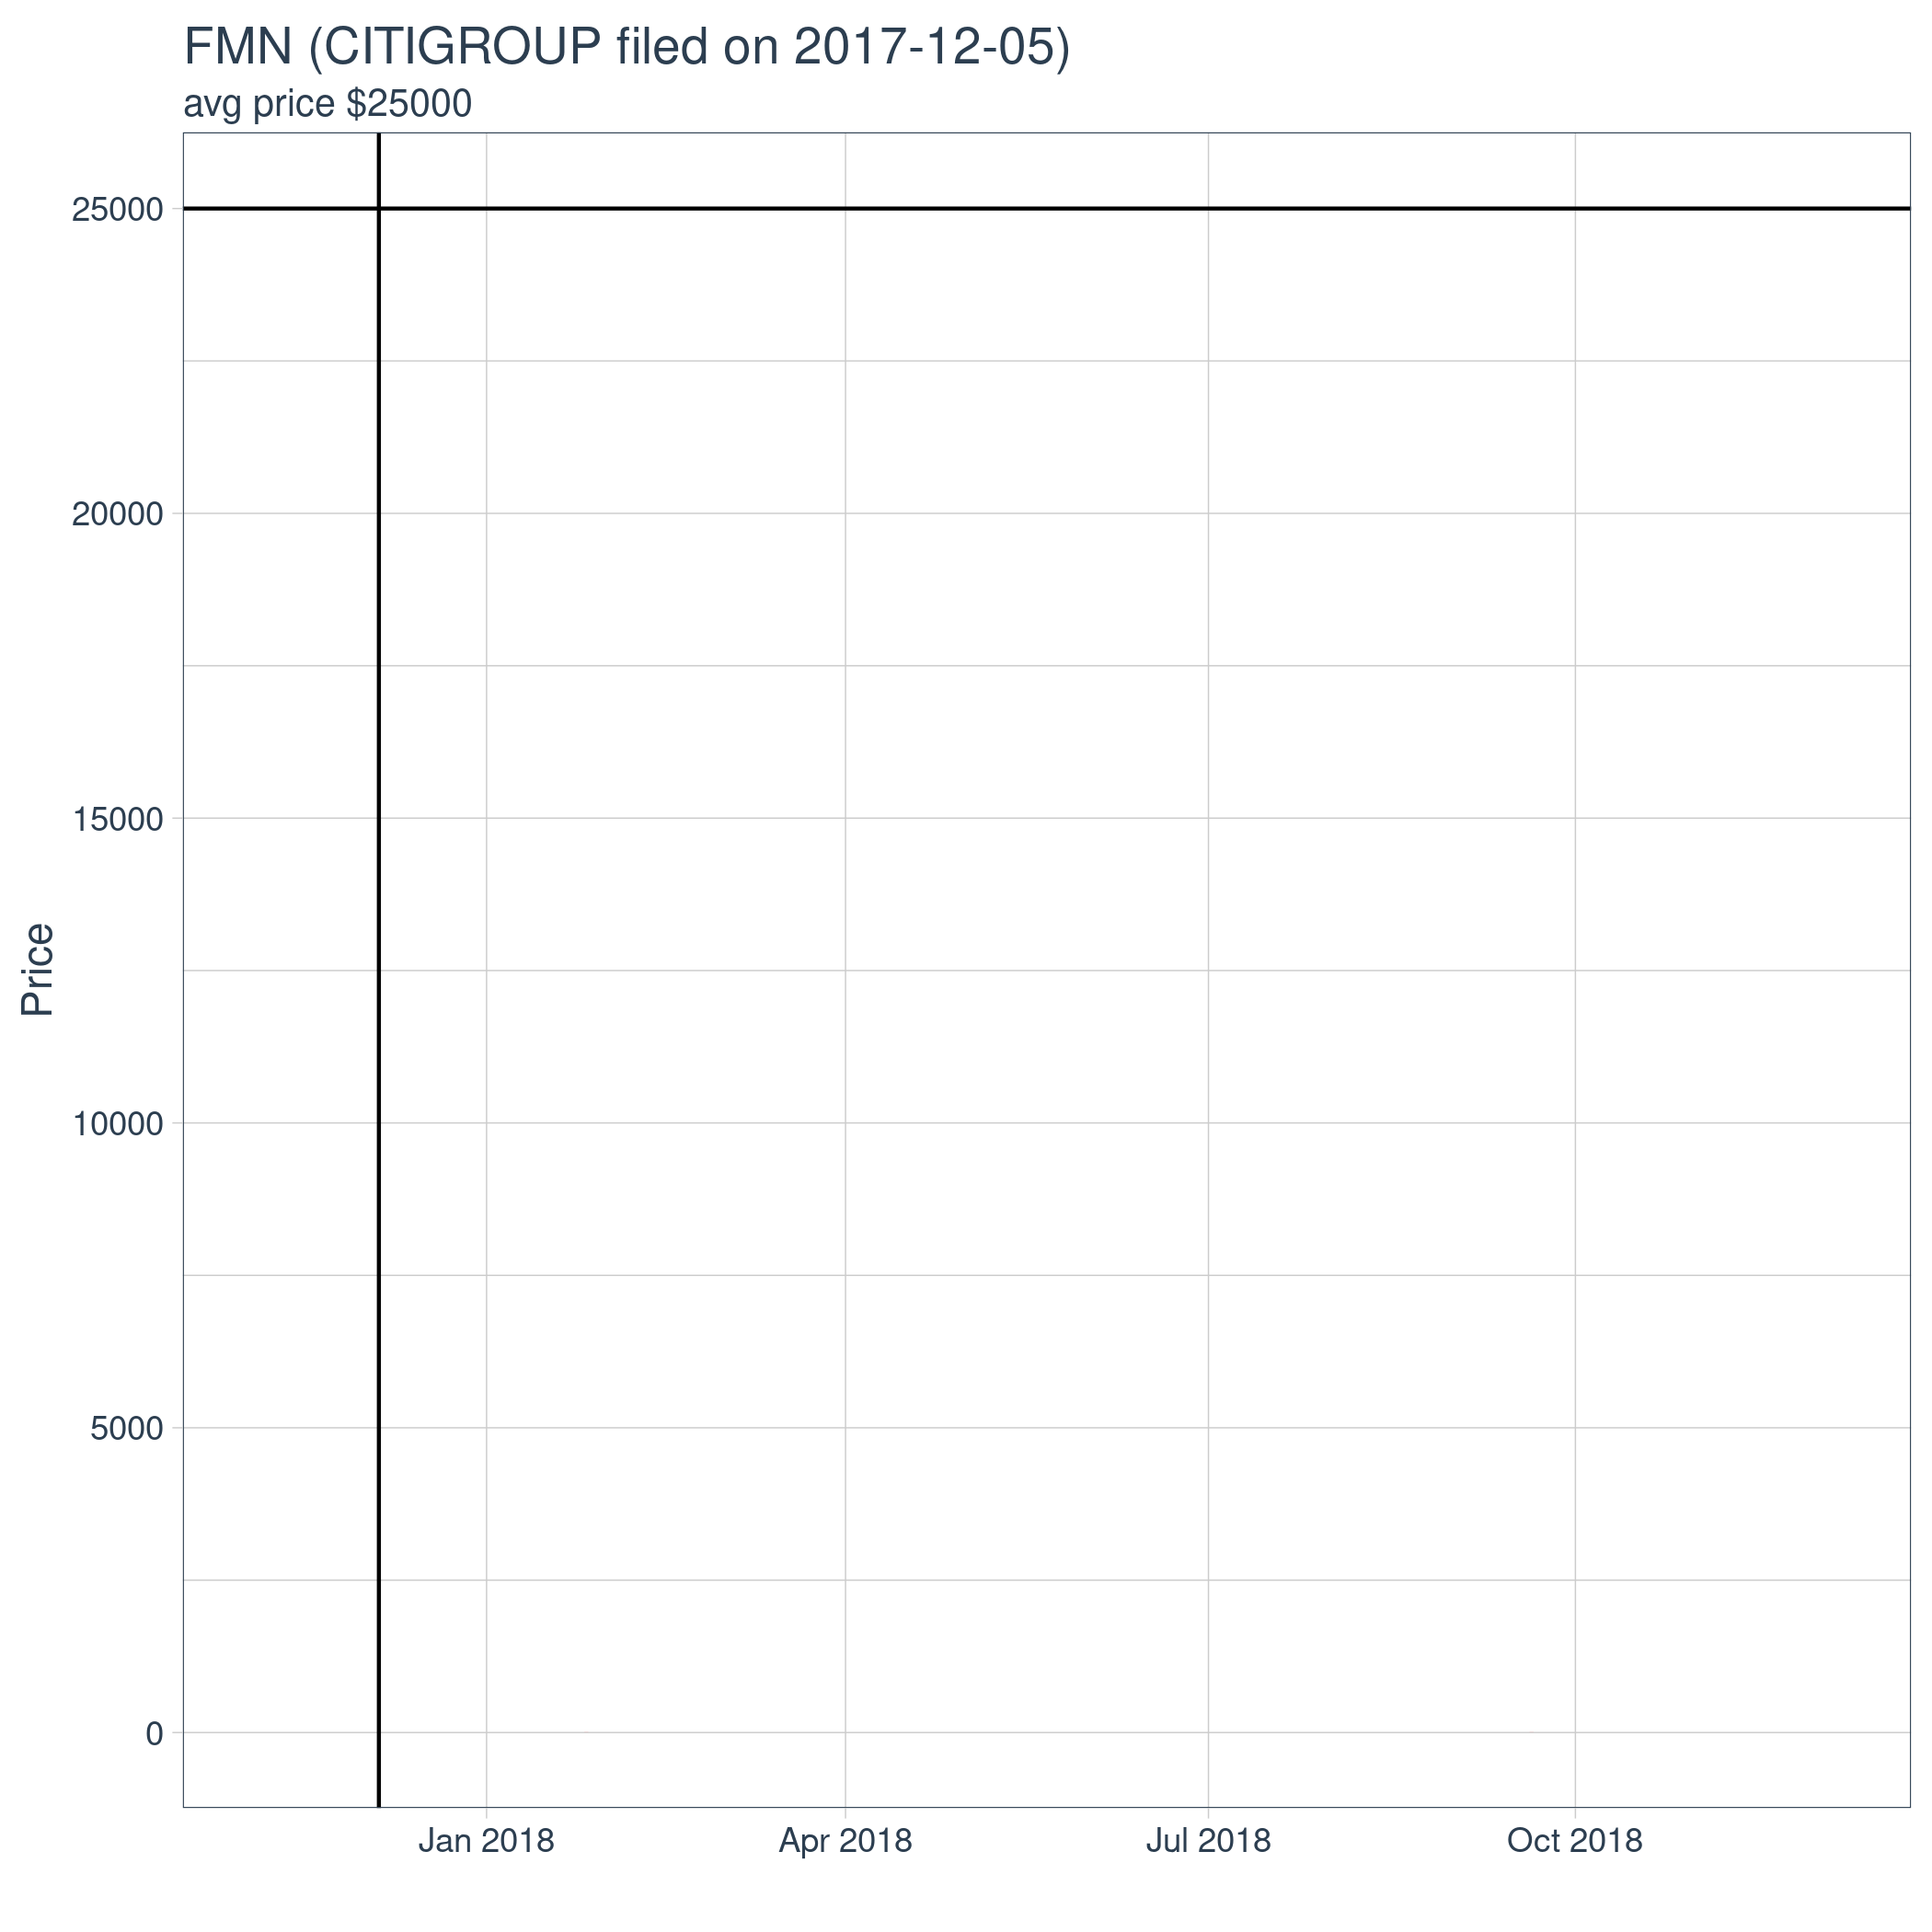 FMN (CITIGROUP filed on 2017-12-05)
avg price $25000
25000
20000
15000
10000
5000
0
Price
Jan 2018
Apr 2018
Jul 2018
Oct 2018